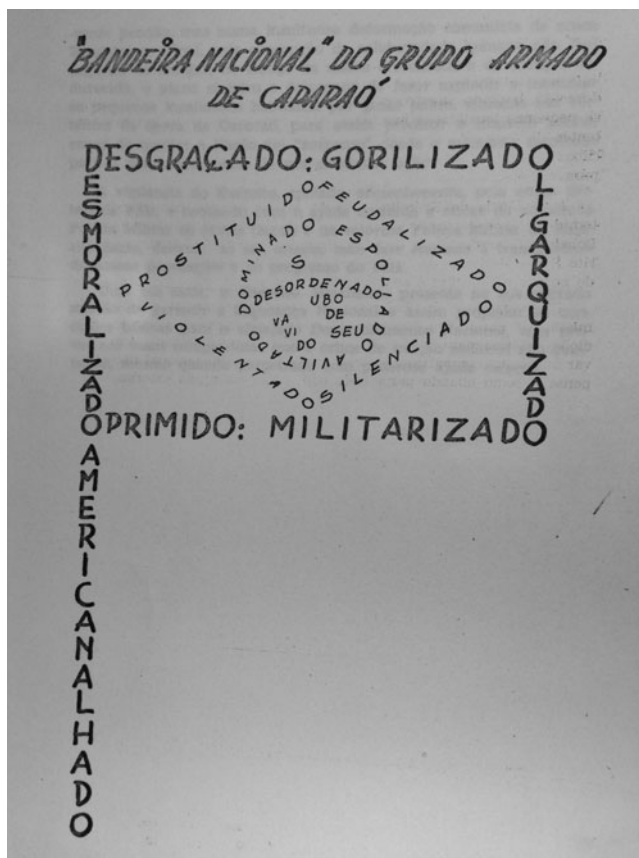 "BANDEIRA NACIONAL" DO GRUPO ARMADO
DE CAPARAÓ
DESGRAÇADO: GORILIZADO
DESMORALIZADO AMERICANALHADO
OLIGARQUIZADO
PROSTITUIDO
FEUDALIZADO
DOMINADO
ESPOLIADO
S
DESORDENADO
UBO
VA DE
VI SEU
DO
AVILTADO
VIOLENTADO
SILENCIADO
OPRIMIDO: MILITARIZADO